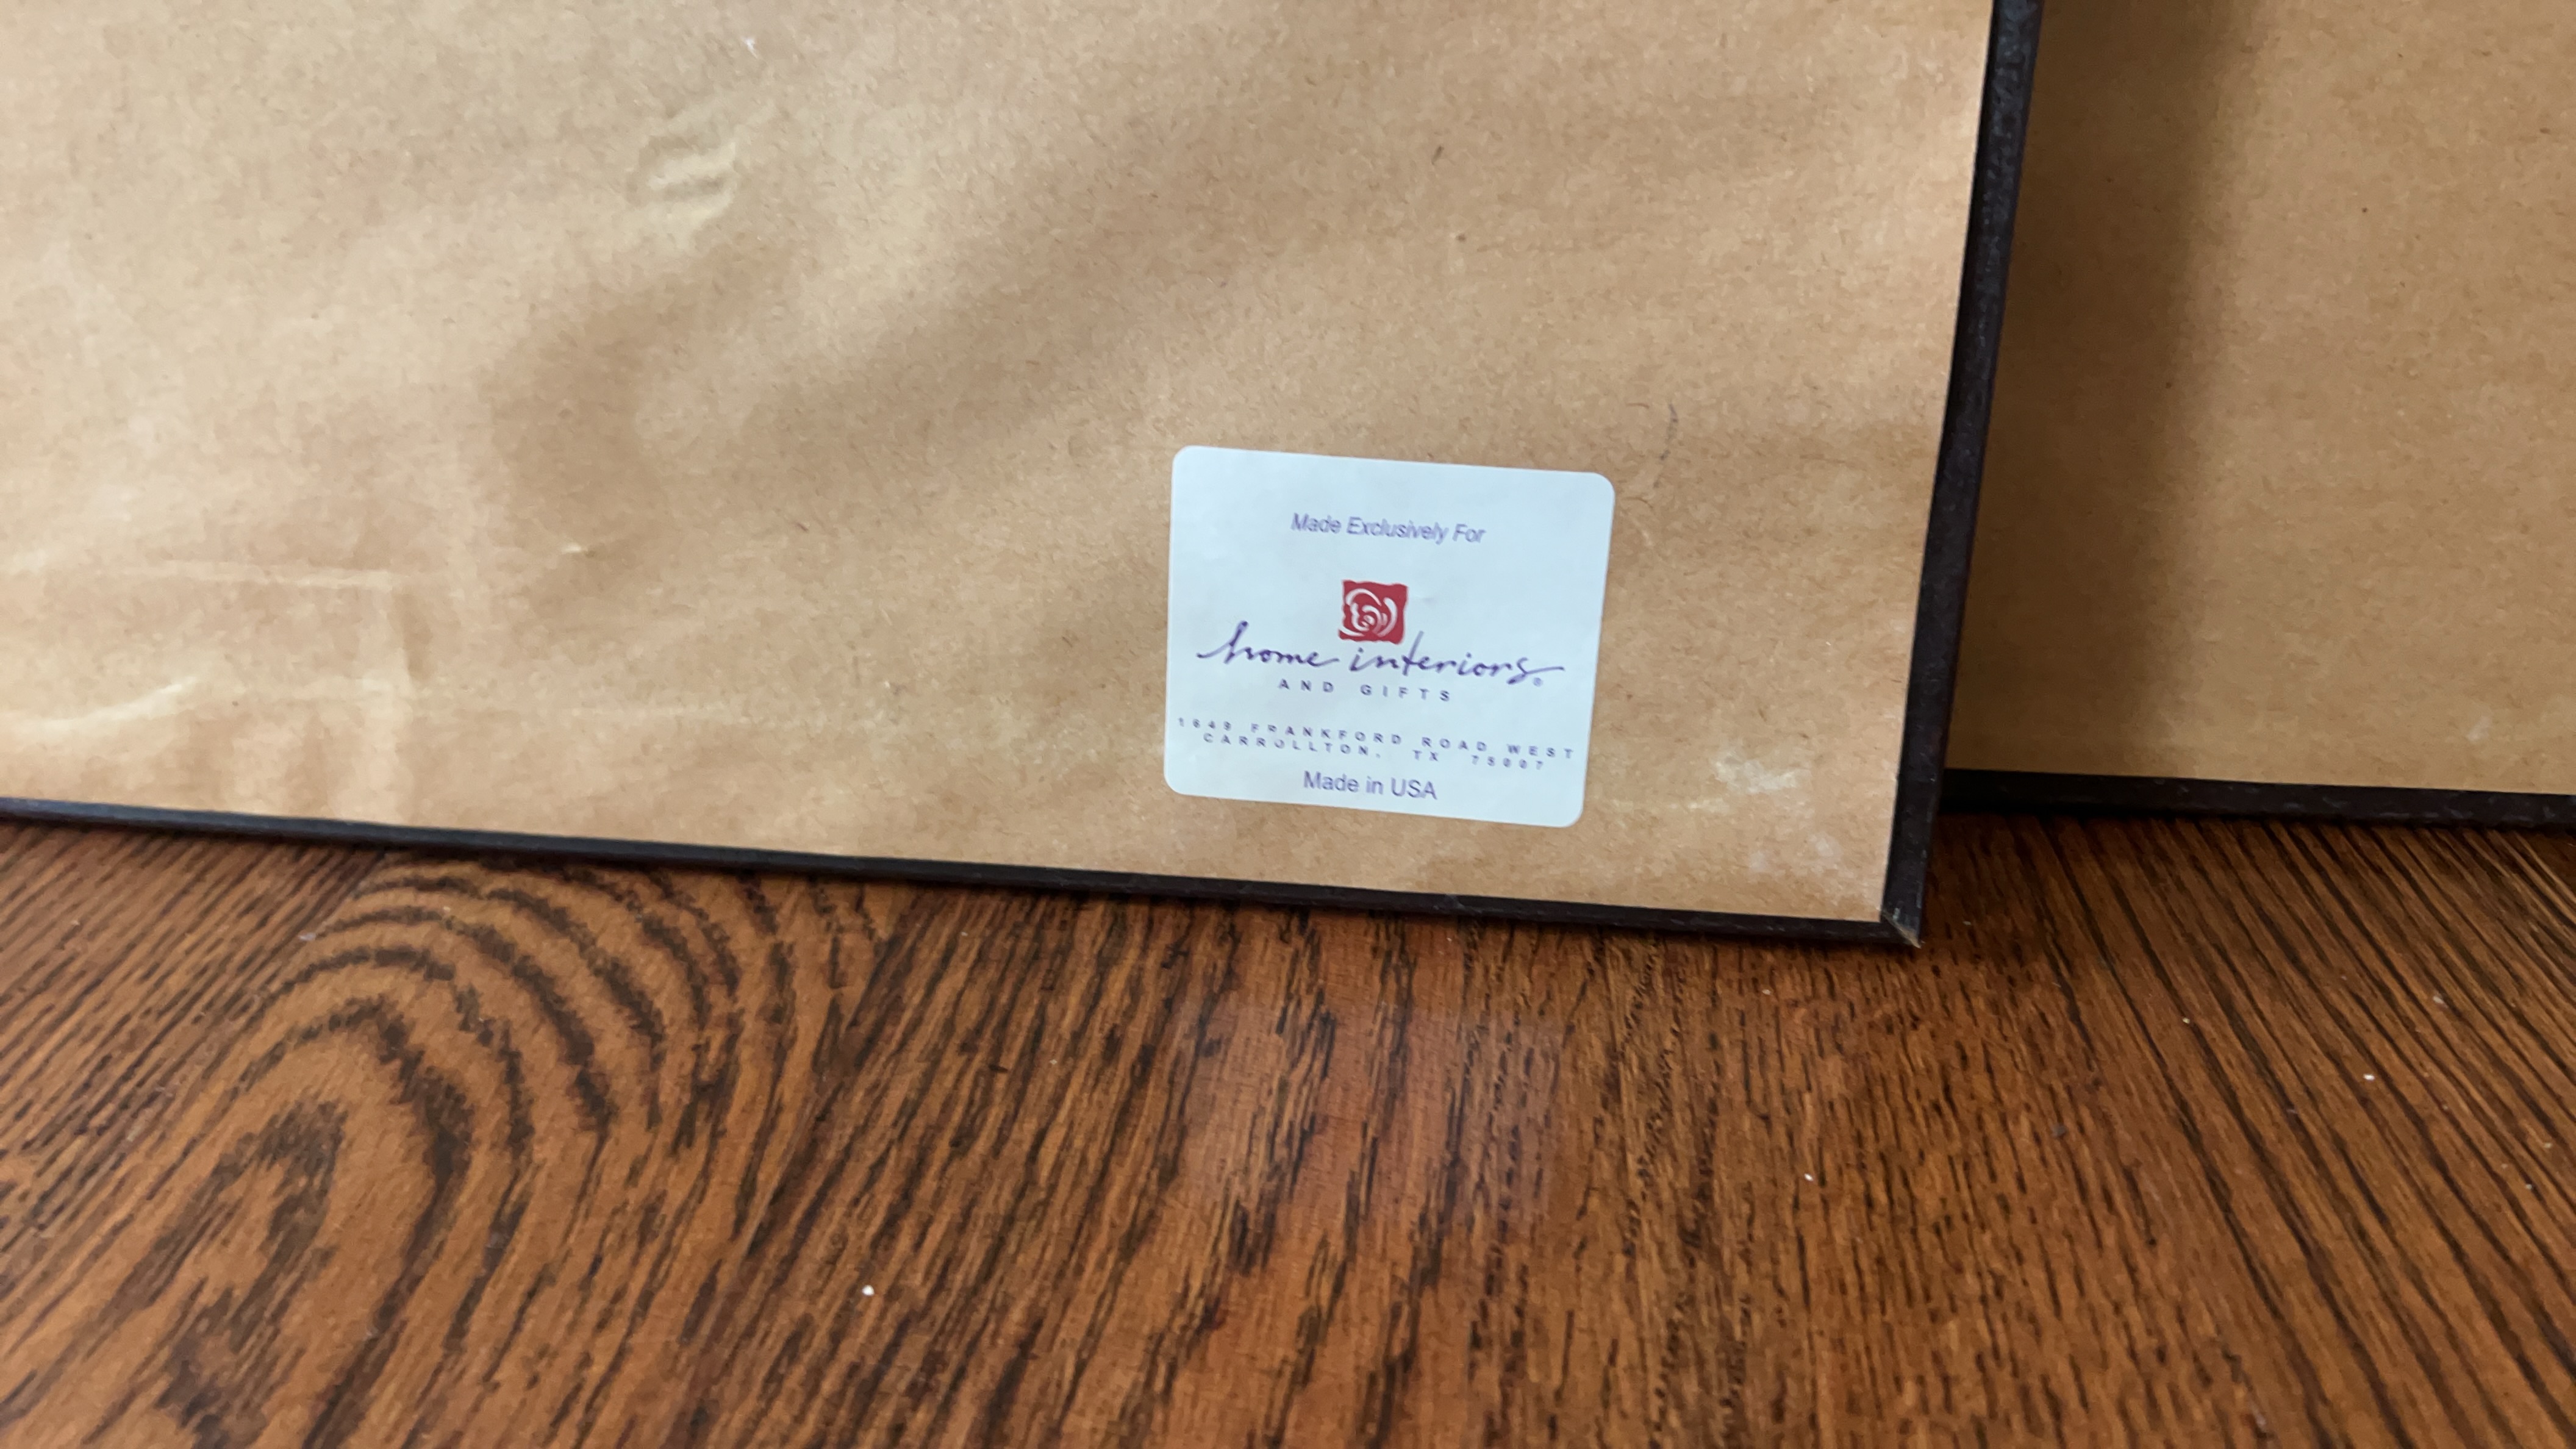 Made Exclusively For
home interiors®
AND GIFTS
1649 FRANKFORD ROAD WEST
CARROLLTON, TX 75007
Made in USA